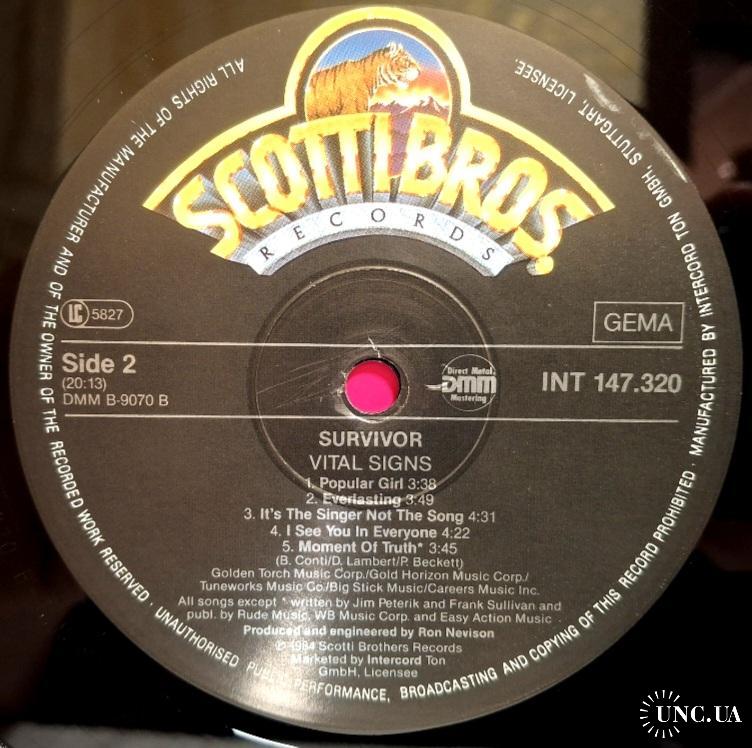 SCOTTI BROS.
RECORDS
LC 5827
GEMA
Side 2
(20:13)
DMM B-9070 B
Direct Metal
DMM
Mastering
INT 147.320
SURVIVOR
VITAL SIGNS
1. Popular Girl 3:38
2. Everlasting 3:49
3. It's The Singer Not The Song 4:31
4. I See You In Everyone 4:22
5. Moment Of Truth* 3:45
(B. Conti/D. Lambert/P. Beckett)
Golden Torch Music Corp./Gold Horizon Music Corp./
Tuneworks Music Co/Big Stick Music/Careers Music Inc.
All songs except * written by Jim Peterik and Frank Sullivan and
publ. by Rude Music, WB Music Corp. and Easy Action Music
Produced and engineered by Ron Nevison
℗ 1984 Scotti Brothers Records
Marketed by Intercord Ton
GmbH, Licensee
ALL RIGHTS OF THE MANUFACTURER AND OF THE OWNER OF THE RECORDED WORK RESERVED · UNAUTHORISED PUBLIC PERFORMANCE, BROADCASTING AND COPYING OF THIS RECORD PROHIBITED · MANUFACTURED BY INTERCORD TON GMBH, STUTTGART, LICENSEE.
UNC.UA